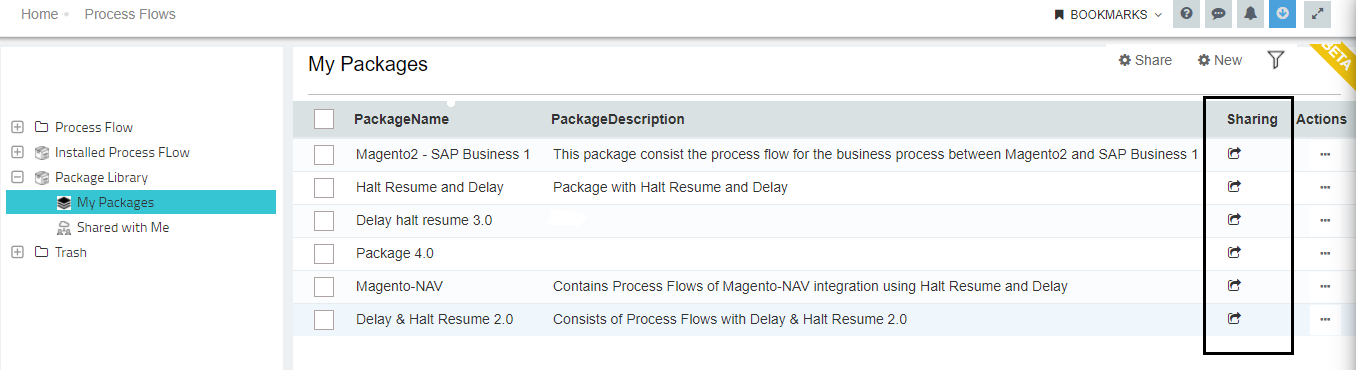 Home Process Flows
BOOKMARKS
My Packages
Share New
BETA
Process Flow
Installed Process FLow
Package Library
My Packages
Shared with Me
Trash
PackageName PackageDescription Sharing Actions
Magento2 - SAP Business 1 This package consist the process flow for the business process between Magento2 and SAP Business 1
Halt Resume and Delay Package with Halt Resume and Delay
Delay halt resume 3.0
Package 4.0
Magento-NAV Contains Process Flows of Magento-NAV integration using Halt Resume and Delay
Delay & Halt Resume 2.0 Consists of Process Flows with Delay & Halt Resume 2.0